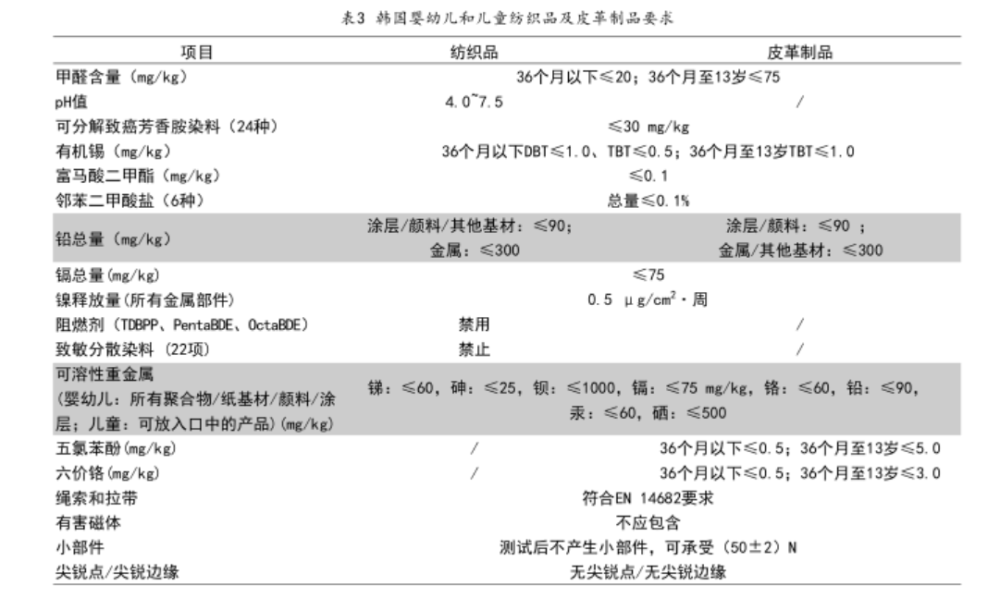 表3 韩国婴幼儿和儿童纺织品及皮革制品要求
项目 纺织品 皮革制品
甲醛含量（mg/kg） 36个月以下≤20；36个月至13岁≤75
pH值 4.0~7.5 /
可分解致癌芳香胺染料（24种） ≤30 mg/kg
有机锡（mg/kg） 36个月以下DBT≤1.0、TBT≤0.5；36个月至13岁TBT≤1.0
富马酸二甲酯（mg/kg） ≤0.1
邻苯二甲酸盐（6种） 总量≤0.1%
铅总量（mg/kg） 涂层/颜料/其他基材：≤90； 涂层/颜料：≤90 ；
金属：≤300 金属/其他基材：≤300
镉总量(mg/kg) ≤75
镍释放量(所有金属部件) 0.5 μg/cm²·周
阻燃剂（TDBPP、PentaBDE、OctaBDE） 禁用 /
致敏分散染料 (22项) 禁止 /
可溶性重金属
(婴幼儿：所有聚合物/纸基材/颜料/涂 锑：≤60，砷：≤25，钡：≤1000，镉：≤75 mg/kg，铬：≤60，铅：≤90，
层；儿童：可放入口中的产品)(mg/kg) 汞：≤60，硒：≤500
五氯苯酚(mg/kg) / 36个月以下≤0.5；36个月至13岁≤5.0
六价铬(mg/kg) / 36个月以下≤0.5；36个月至13岁≤3.0
绳索和拉带 符合EN 14682要求
有害磁体 不应包含
小部件 测试后不产生小部件，可承受（50±2）N
尖锐点/尖锐边缘 无尖锐点/无尖锐边缘